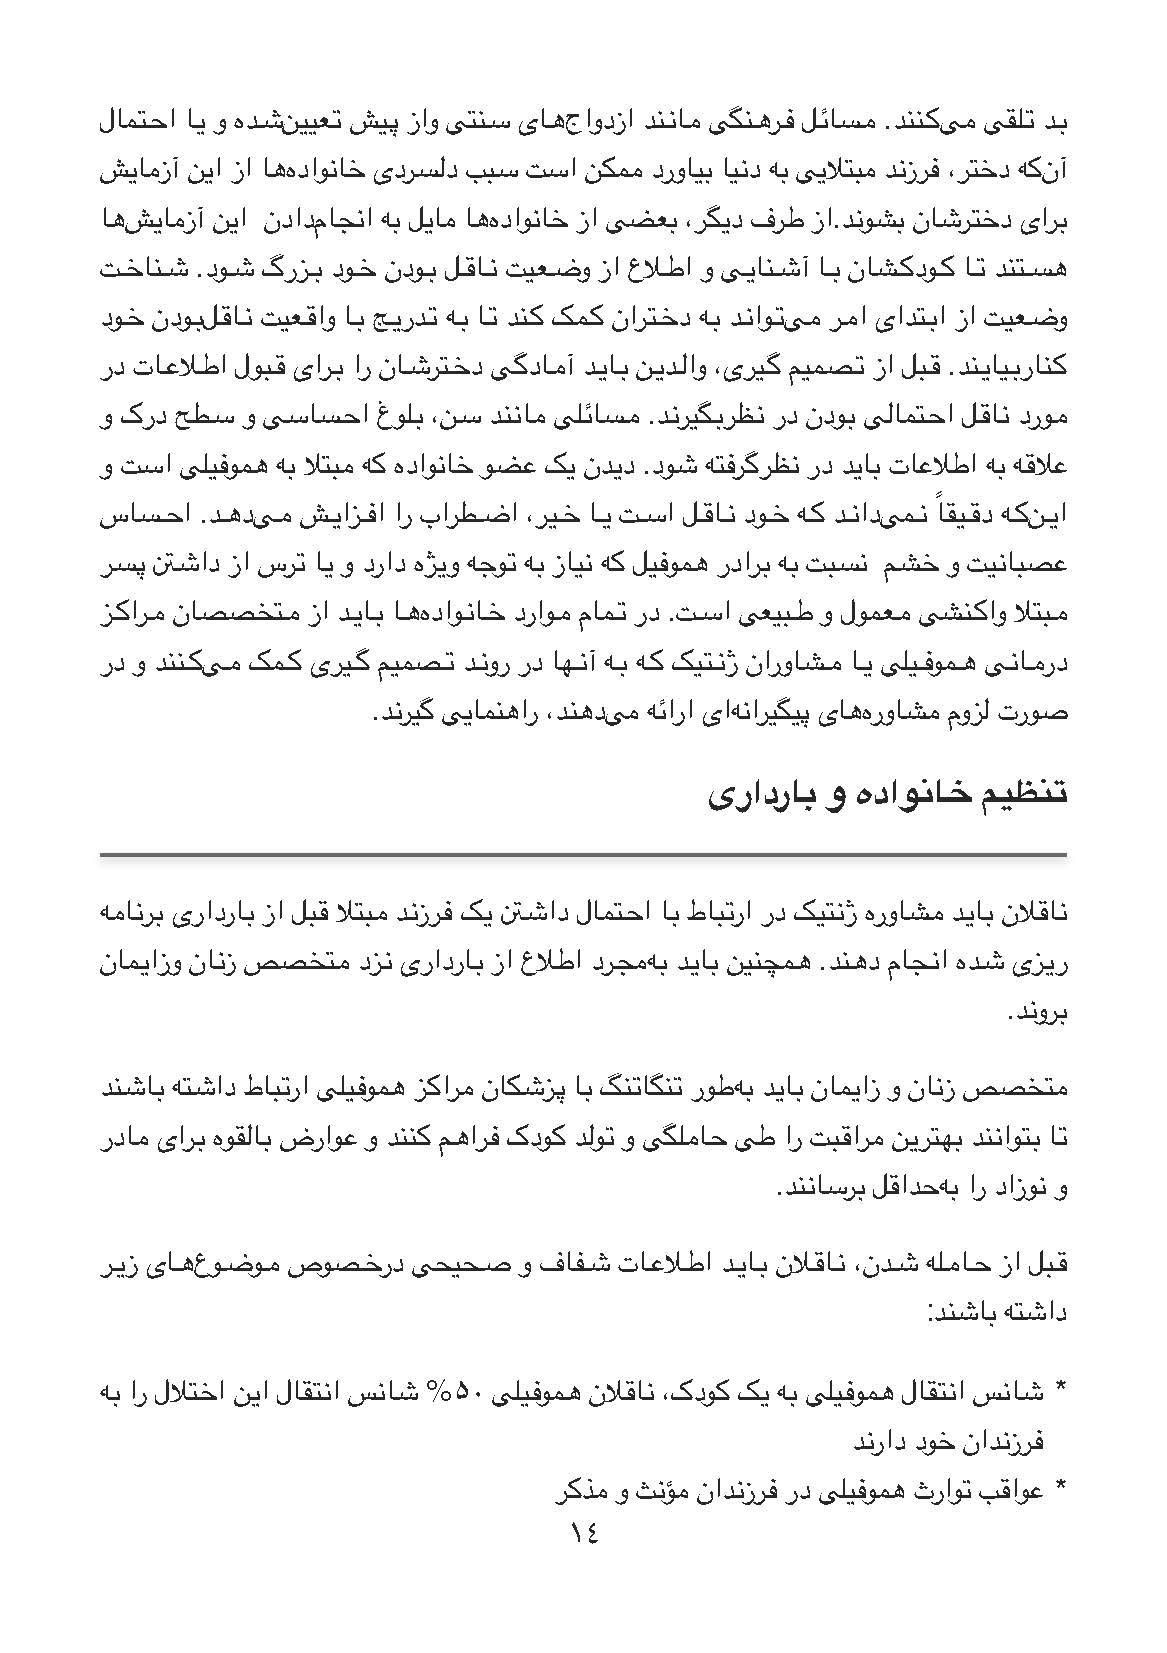 بد تلقی می‌کنند. مسائل فرهنگی مانند ازدواج‌های سنتی واز پیش تعیین‌شده و یا احتمال
آن‌که دختر، فرزند مبتلایی به دنیا بیاورد ممکن است سبب دلسردی خانواده‌ها از این آزمایش
برای دخترشان بشوند.از طرف دیگر، بعضی از خانواده‌ها مایل به انجام‌دادن این آزمایش‌ها
هستند تا کودکشان با آشنایی و اطلاع از وضعیت ناقل بودن خود بزرگ شود. شناخت
وضعیت از ابتدای امر می‌تواند به دختران کمک کند تا به تدریج با واقعیت ناقل‌بودن خود
کناربیایند. قبل از تصمیم گیری، اولدین باید آمادگی دخترشان را برای قبول اطلاعات در
مورد ناقل احتمالی بودن در نظربگیرند. مسائلی مانند سن، بلوغ احساسی و سطح درک و
علاقه به اطلاعات باید در نظرگرفته شود. دیدن یک عضو خانواده که مبتلا به هموفیلی است و
این‌که دقیقاً نمی‌داند که خود ناقل است یا خیر، اضطراب را افزایش می‌دهد. احساس
عصبانیت و خشم نسبت به برادر هموفیل که نیاز به توجه ویژه دارد و یا ترس از داشتن پسر
مبتلا واکنشی معمول و طبیعی است. در تمام موارد خانواده‌ها باید از متخصصان مرکز
درمانی هموفیلی یا مشاوران ژنتیک که به آنها در روند تصمیم گیری کمک می‌کنند و در
صورت لزوم مشاوره‌های پیگیرانه‌ای ارائه می‌دهند، راهنمایی گیرند.
تنظیم خانواده و بارداری
ناقلان باید مشاوره ژنتیک در ارتباط با احتمال داشتن یک فرزند مبتلا قبل از بارداری برنامه
ریزی شده انجام دهند. همچنین باید به‌مجرد اطلاع از بارداری نزد متخصص زنان وزایمان
بروند.
متخصص زنان و زایمان باید به‌طور تنگاتنگ با پزشکان مرکز هموفیلی ارتباط داشته باشند
تا بتوانند بهترین مراقبت را طی حاملگی و تولد کودک فراهم کنند و عوارض بالقوه برای مادر
و نوزاد را به‌حداقل برسانند.
قبل از حامله شدن، ناقلان باید اطلاعات شفاف و صحیحی درخصوص موضوع‌های زیر
داشته باشند:
* شانس انتقال هموفیلی به یک کودک، ناقلان هموفیلی ۵۰% شانس انتقال این اختلال را به
فرزندان خود دارند
* عواقب توارث هموفیلی در فرزندان مؤنث و مذکر
١٤